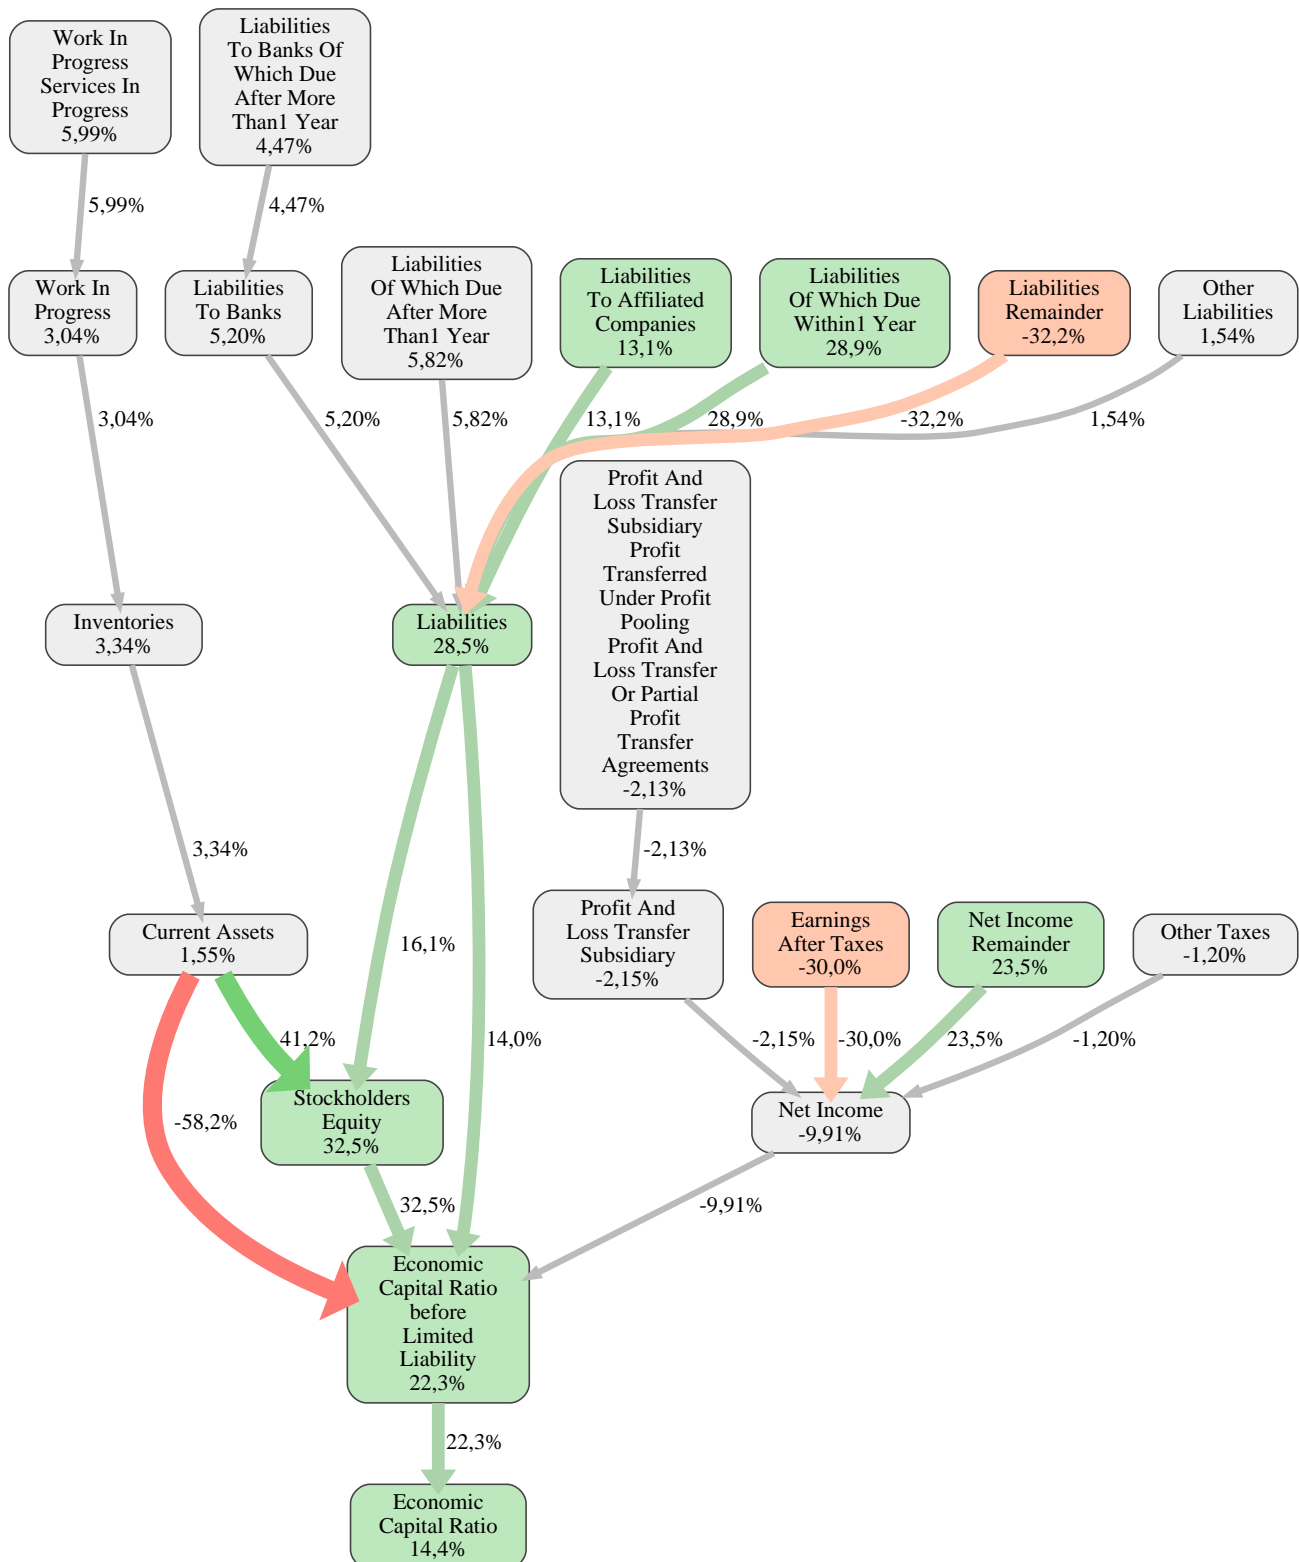 Work In
Progress
Services In
Progress
5,99%
Liabilities
To Banks Of
Which Due
After More
Than1 Year
4,47%
5,99%
4,47%
Work In
Progress
3,04%
Liabilities
To Banks
5,20%
Liabilities
Of Which Due
After More
Than1 Year
5,82%
Liabilities
To Affiliated
Companies
13,1%
Liabilities
Of Which Due
Within1 Year
28,9%
Liabilities
Remainder
-32,2%
Other
Liabilities
1,54%
3,04%
5,20%
5,82%
13,1%
28,9%
-32,2%
1,54%
Profit And
Loss Transfer
Subsidiary
Profit
Transferred
Under Profit
Pooling
Profit And
Loss Transfer
Or Partial
Profit
Transfer
Agreements
-2,13%
Inventories
3,34%
Liabilities
28,5%
3,34%
-2,13%
Current Assets
1,55%
16,1%
Profit And
Loss Transfer
Subsidiary
-2,15%
Earnings
After Taxes
-30,0%
Net Income
Remainder
23,5%
Other Taxes
-1,20%
41,2%
14,0%
-2,15%
-30,0%
23,5%
-1,20%
-58,2%
Stockholders
Equity
32,5%
Net Income
-9,91%
32,5%
-9,91%
Economic
Capital Ratio
before
Limited
Liability
22,3%
22,3%
Economic
Capital Ratio
14,4%